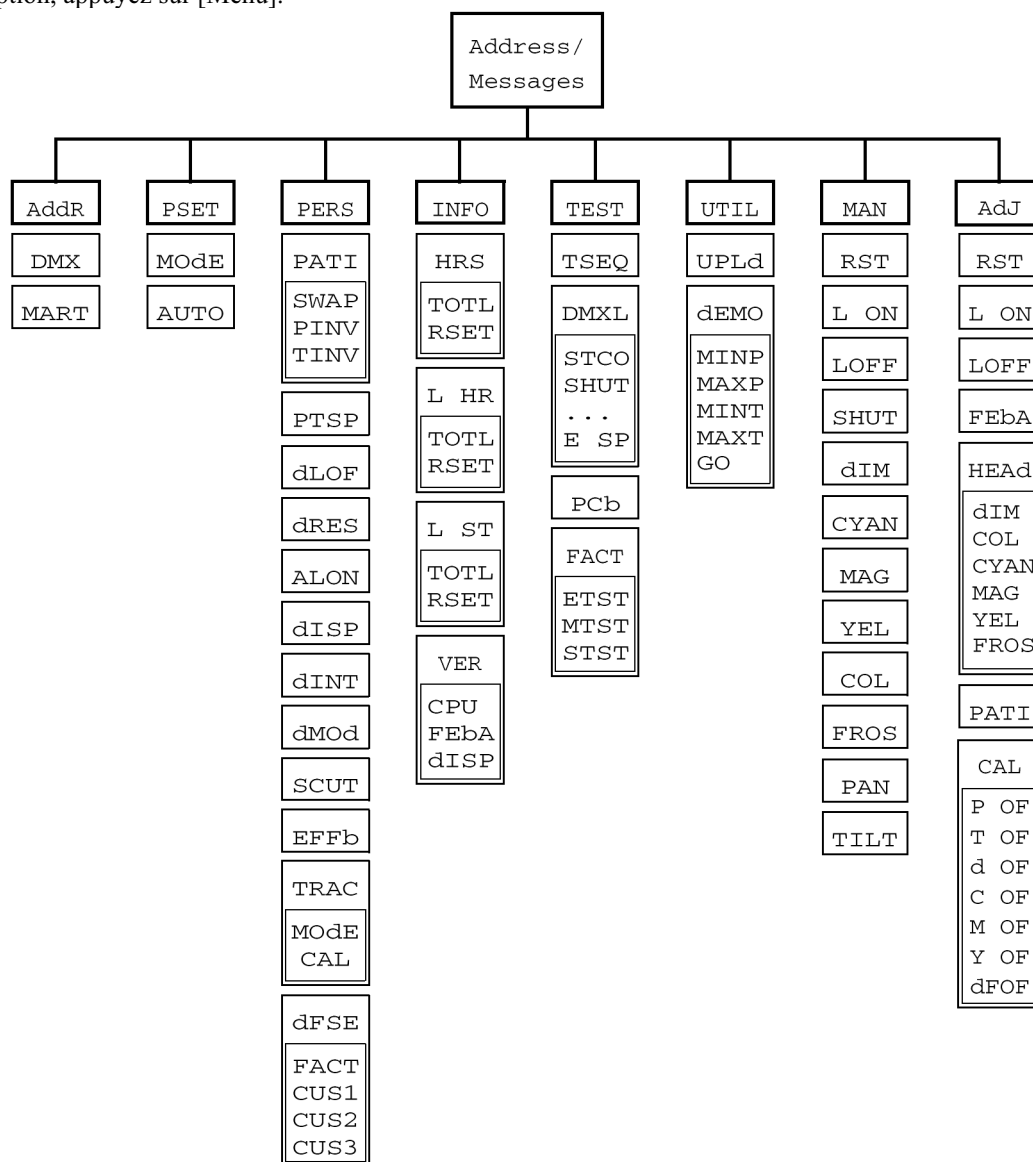 ption, appuyez sur [Menu].
Address/
Messages
AddR
DMX
MART
PSET
MOdE
AUTO
PERS
PATI
SWAP
PINV
TINV
PTSP
dLOF
dRES
ALON
dISP
dINT
dMOd
SCUT
EFFb
TRAC
MOdE
CAL
dFSE
FACT
CUS1
CUS2
CUS3
INFO
HRS
TOTL
RSET
L HR
TOTL
RSET
L ST
TOTL
RSET
VER
CPU
FEbA
dISP
TEST
TSEQ
DMXL
STCO
SHUT
...
E SP
PCb
FACT
ETST
MTST
STST
UTIL
UPLd
dEMO
MINP
MAXP
MINT
MAXT
GO
MAN
RST
L ON
LOFF
SHUT
dIM
CYAN
MAG
YEL
COL
FROS
PAN
TILT
AdJ
RST
L ON
LOFF
FEbA
HEAd
dIM
COL
CYAN
MAG
YEL
FROS
PATI
CAL
P OF
T OF
d OF
C OF
M OF
Y OF
dFOF